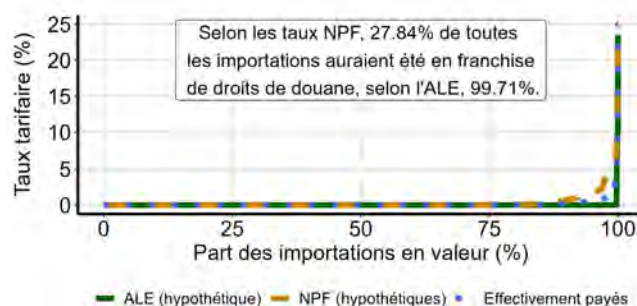 Selon les taux NPF, 27.84% de toutes
les importations auraient été en franchise
de droits de douane, selon l'ALE, 99.71%.
Taux tarifaire (%)
25
20
15
10
5
0
0 25 50 75 100
Part des importations en valeur (%)
ALE (hypothétique) NPF (hypothétiques) Effectivement payés